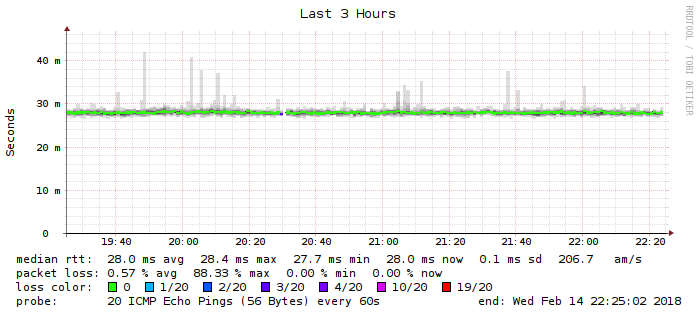 Last 3 Hours
RRDTOOL / TOBI OETIKER
Seconds
40 m
30 m
20 m
10 m
0
19:40 20:00 20:20 20:40 21:00 21:20 21:40 22:00 22:20
median rtt: 28.0 ms avg 28.4 ms max 27.7 ms min 28.0 ms now 0.1 ms sd 206.7 am/s
packet loss: 0.57 % avg 88.33 % max 0.00 % min 0.00 % now
loss color: 0 1/20 2/20 3/20 4/20 10/20 19/20
probe: 20 ICMP Echo Pings (56 Bytes) every 60s end: Wed Feb 14 22:25:02 2018